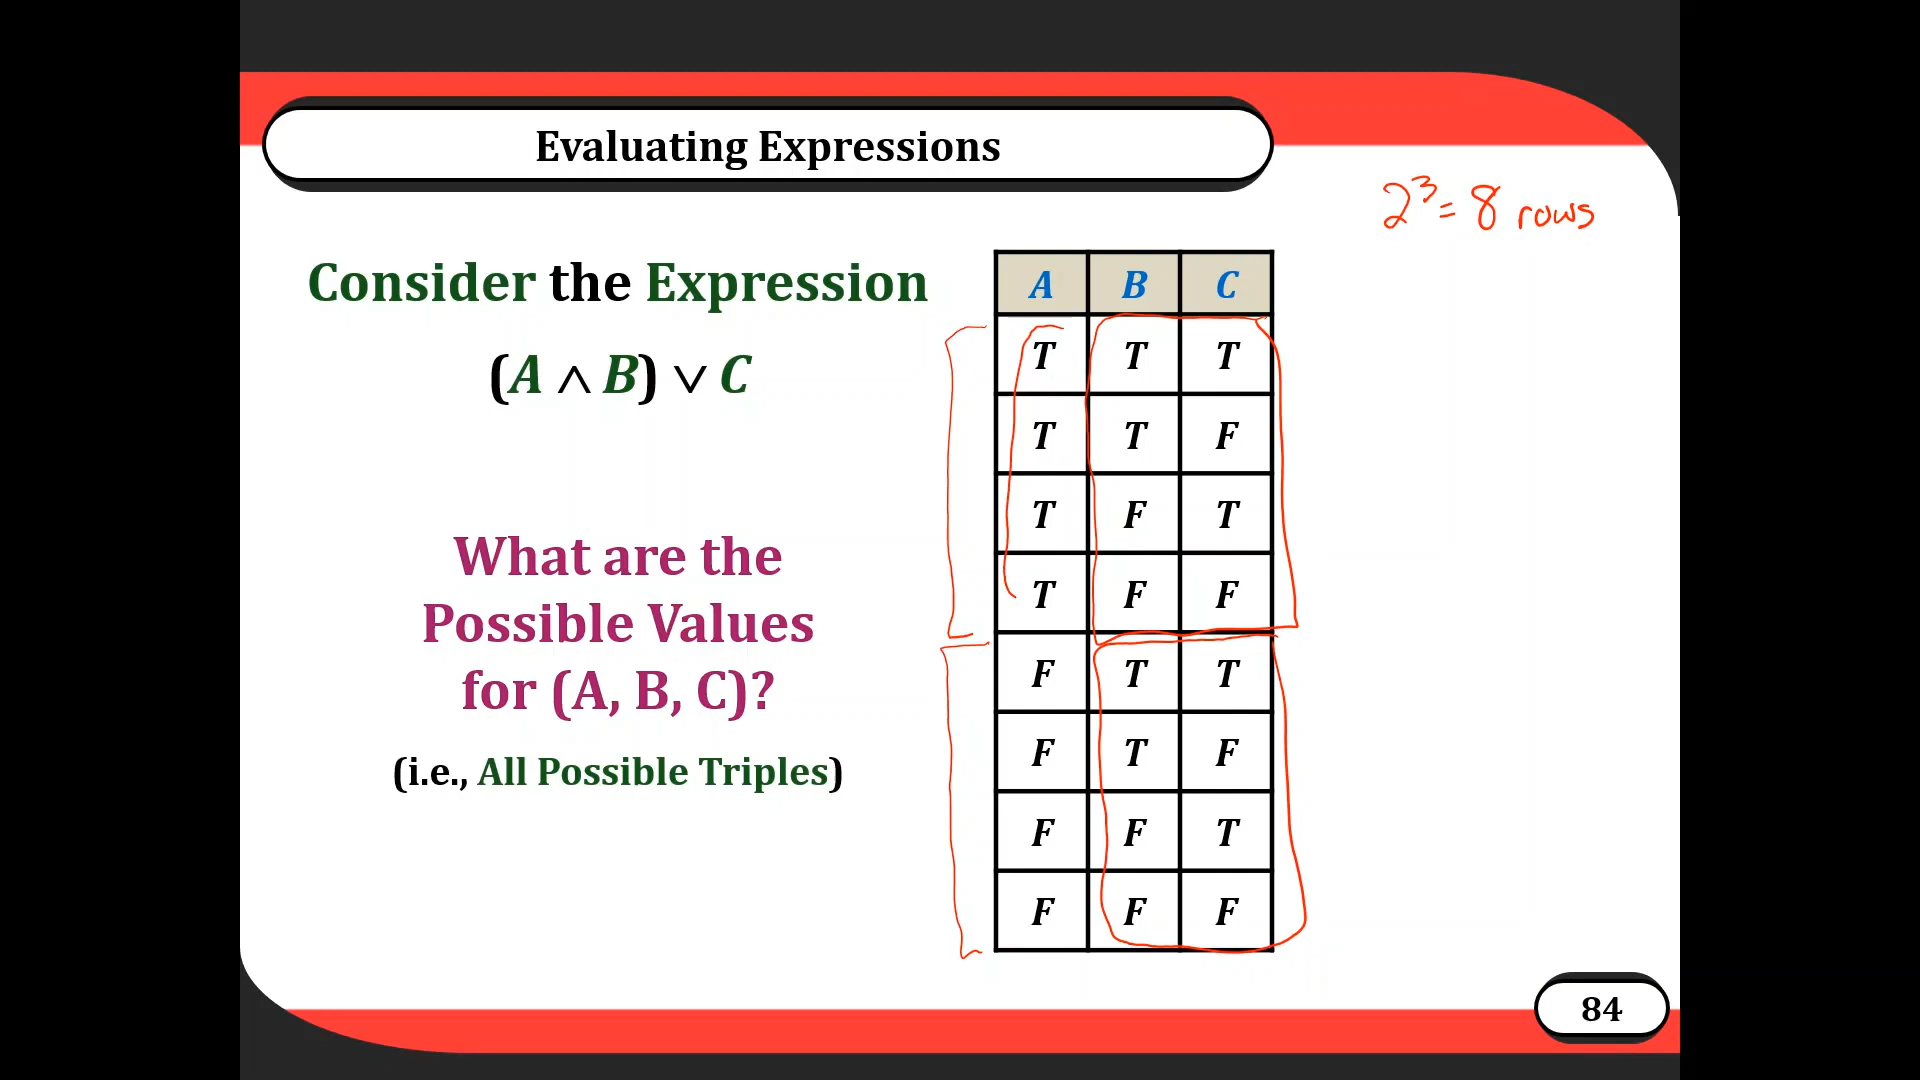 Evaluating Expressions
2³ = 8 rows
Consider the Expression
(A ∧ B) ∨ C
What are the
Possible Values
for (A, B, C)?
(i.e., All Possible Triples)
A B C
T T T
T T F
T F T
T F F
F T T
F T F
F F T
F F F
84